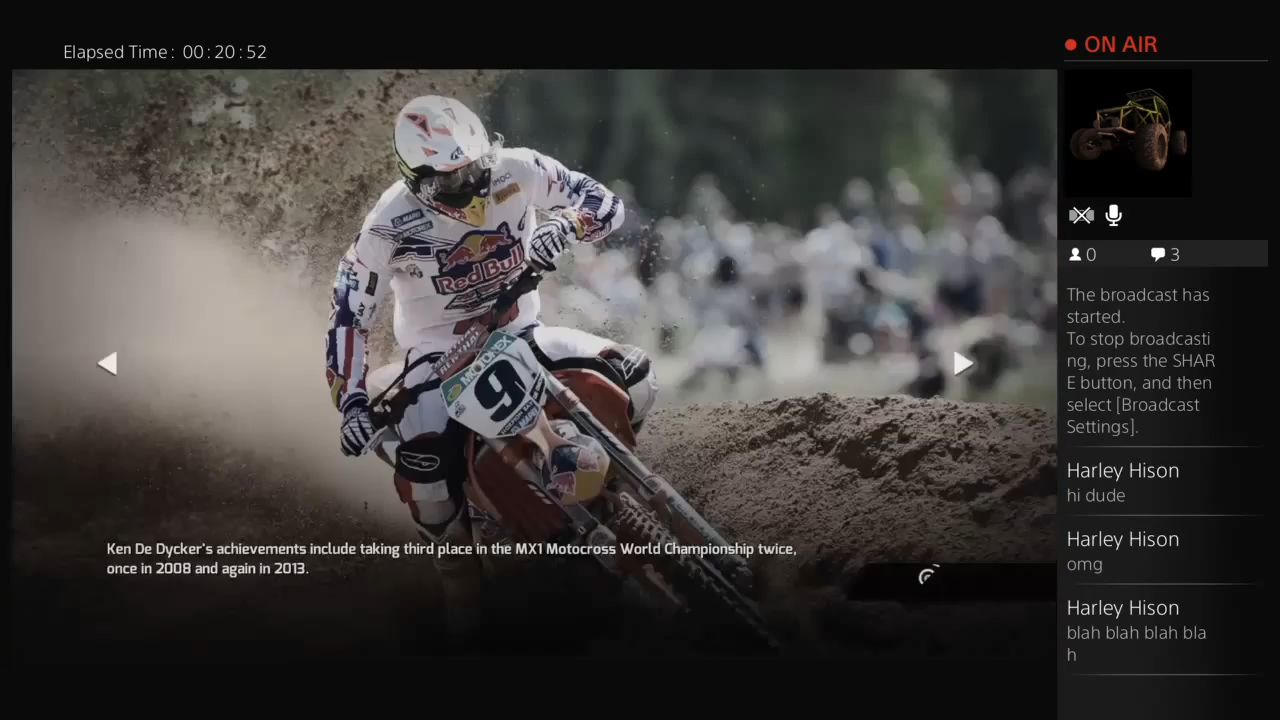 Elapsed Time: 00:20:52
ON AIR
0
3
The broadcast has
started.
To stop broadcasti
ng, press the SHAR
E button, and then
select [Broadcast
Settings].
Harley Hison
hi dude
Harley Hison
omg
Harley Hison
blah blah blah bla
h
Red Bull
MOTOREX
9
Ken De Dycker's achievements include taking third place in the MX1 Motocross World Championship twice,
once in 2008 and again in 2013.